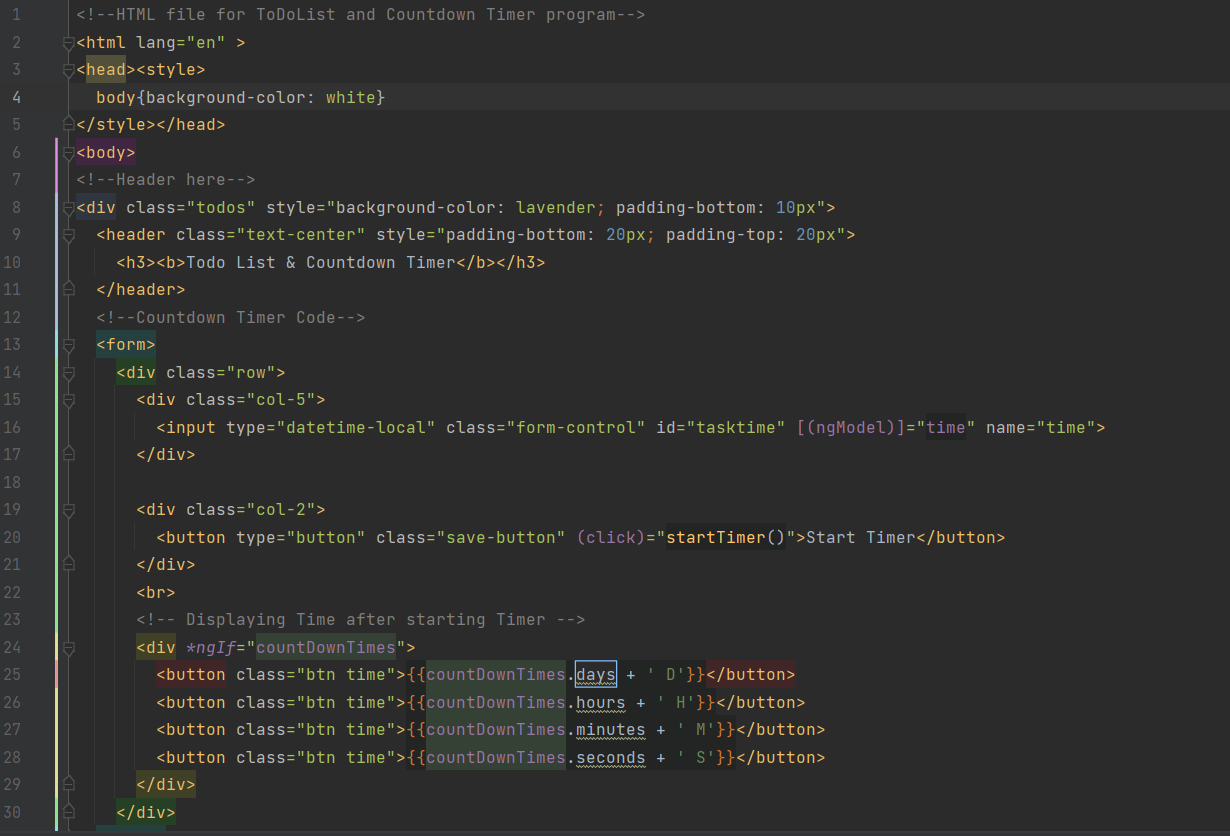 1 <!--HTML file for ToDoList and Countdown Timer program-->
2 <html lang="en" >
3 <head><style>
4   body{background-color: white}
5 </style></head>
6 <body>
7 <!--Header here-->
8 <div class="todos" style="background-color: lavender; padding-bottom: 10px">
9   <header class="text-center" style="padding-bottom: 20px; padding-top: 20px">
10     <h3><b>Todo List & Countdown Timer</b></h3>
11   </header>
12   <!--Countdown Timer Code-->
13   <form>
14     <div class="row">
15       <div class="col-5">
16         <input type="datetime-local" class="form-control" id="tasktime" [(ngModel)]="time" name="time">
17       </div>
18
19       <div class="col-2">
20         <button type="button" class="save-button" (click)="startTimer()">Start Timer</button>
21       </div>
22       <br>
23       <!-- Displaying Time after starting Timer -->
24       <div *ngIf="countDownTimes">
25         <button class="btn time">{{countDownTimes.days + ' D'}}</button>
26         <button class="btn time">{{countDownTimes.hours + ' H'}}</button>
27         <button class="btn time">{{countDownTimes.minutes + ' M'}}</button>
28         <button class="btn time">{{countDownTimes.seconds + ' S'}}</button>
29       </div>
30     </div>